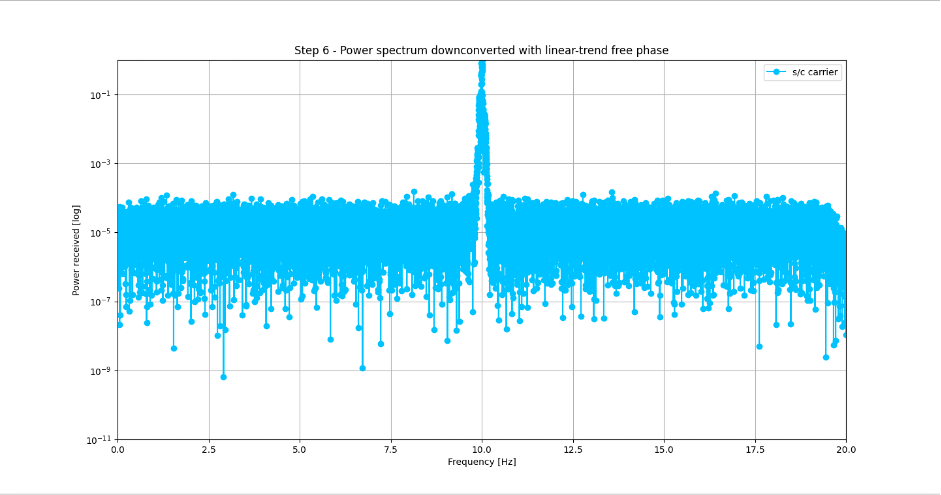 Step 6 - Power spectrum downconverted with linear-trend free phase
s/c carrier
10⁻¹
10⁻³
10⁻⁵
10⁻⁷
10⁻⁹
10⁻¹¹
Power received [log]
0.0 2.5 5.0 7.5 10.0 12.5 15.0 17.5 20.0
Frequency [Hz]